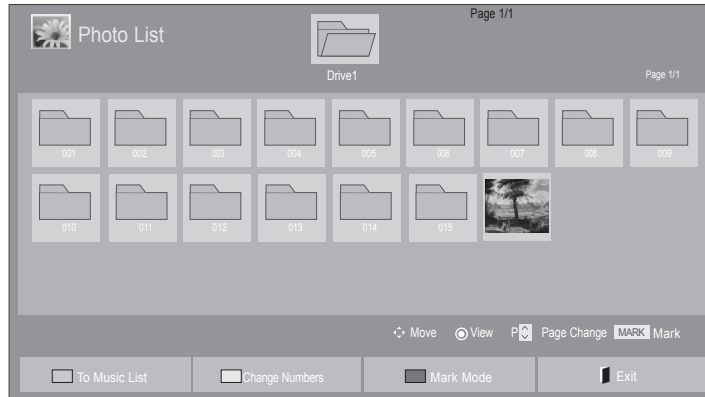 Page 1/1
Photo List
Drive1
Page 1/1
001 002 003 004 005 006 007 008 009
010 011 012 013 014 015
Move View P Page Change MARK Mark
To Music List Change Numbers Mark Mode Exit